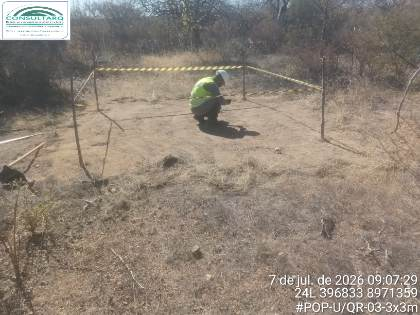 CONSULTARQ
7 de jul. de 2026 09:07:29
24L 396833 8971359
#POP-U/QR-03-3x3m